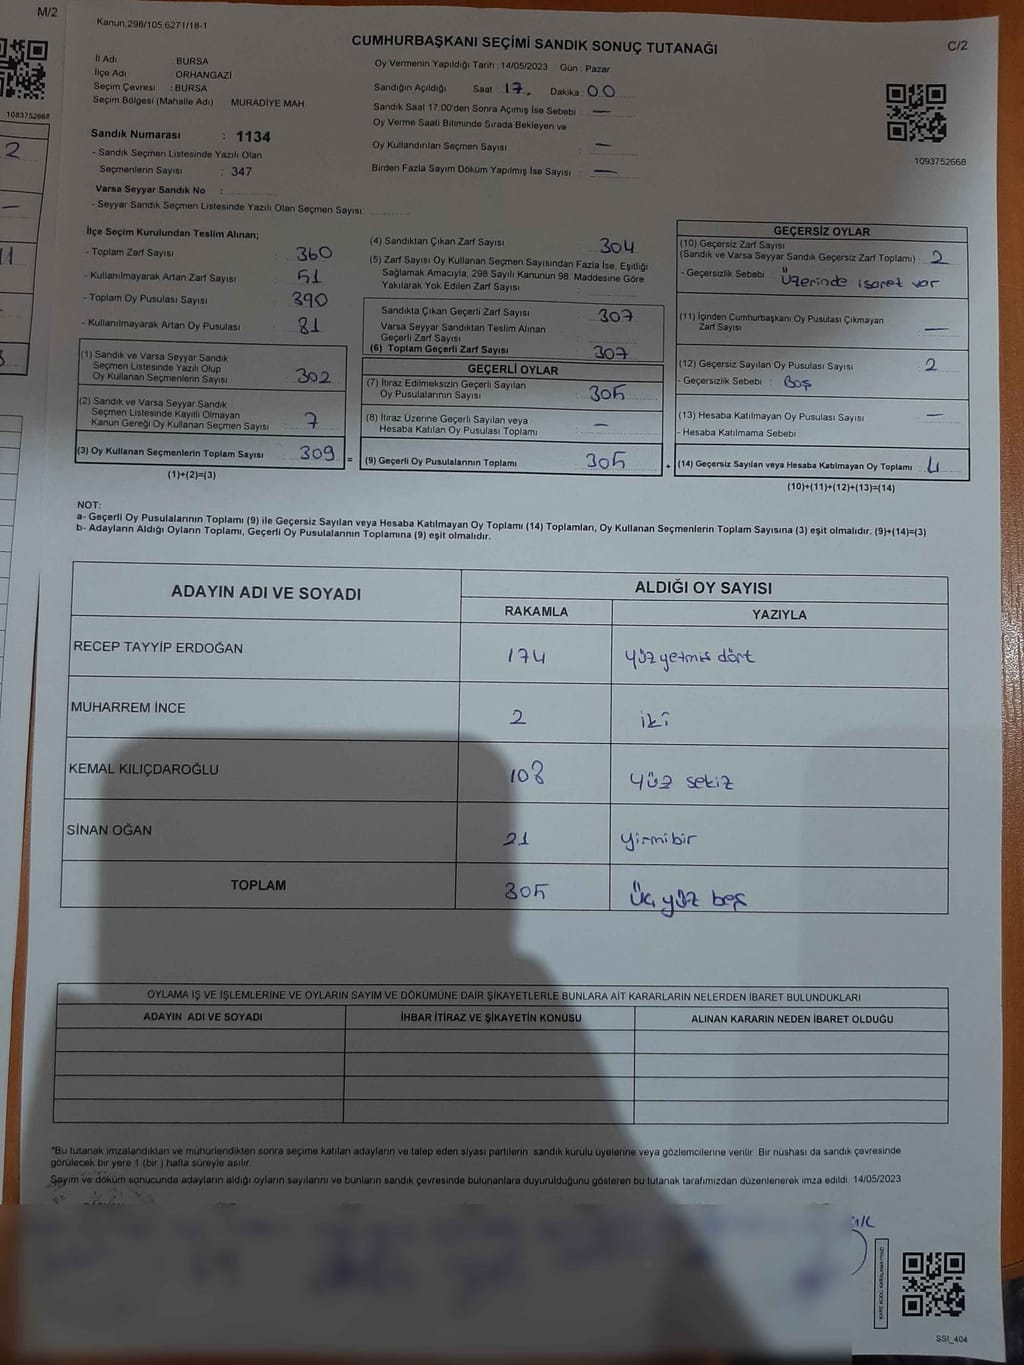 M/2
1083752668
2
11
Kanun,298/105,6271/18-1
CUMHURBAŞKANI SEÇİMİ SANDIK SONUÇ TUTANAĞI
C/2
İl Adı BURSA
İlçe Adı ORHANGAZİ
Seçim Çevresi : BURSA
Seçim Bölgesi (Mahalle Adı) MURADİYE MAH.
Sandık Numarası : 1134
- Sandık Seçmen Listesinde Yazılı Olan
Seçmenlerin Sayısı : 347
Varsa Seyyar Sandık No :
- Seyyar Sandık Seçmen Listesinde Yazılı Olan Seçmen Sayısı
Oy Vermenin Yapıldığı Tarih : 14/05/2023 Gün : Pazar
Sandığın Açıldığı Saat 17. Dakika : 00
Sandık Saat 17.00'den Sonra Açımış İse Sebebi —
Oy Verme Saati Bitiminde Sırada Bekleyen ve
Oy Kullandırılan Seçmen Sayısı : —
Birden Fazla Sayım Döküm Yapılmış İse Sayısı : —
1093752668
İlçe Seçim Kurulundan Teslim Alınan;
- Toplam Zarf Sayısı : 360
- Kullanılmayarak Artan Zarf Sayısı : 51
- Toplam Oy Pusulası Sayısı : 390
- Kullanılmayarak Artan Oy Pusulası : 81
(1) Sandık ve Varsa Seyyar Sandık
Seçmen Listesinde Yazılı Olup
Oy Kullanan Seçmenlerin Sayısı : 302
(2) Sandık ve Varsa Seyyar Sandık
Seçmen Listesinde Kayıtlı Olmayan
Kanun Gereği Oy Kullanan Seçmen Sayısı : 7
(3) Oy Kullanan Seçmenlerin Toplam Sayısı : 309 =
(1)+(2)=(3)
(4) Sandıktan Çıkan Zarf Sayısı : 304
(5) Zarf Sayısı Oy Kullanan Seçmen Sayısından Fazla İse, Eşitliği
Sağlamak Amacıyla, 298 Sayılı Kanunun 98. Maddesine Göre
Yakılarak Yok Edilen Zarf Sayısı :
Sandıkta Çıkan Geçerli Zarf Sayısı : 307
Varsa Seyyar Sandıktan Teslim Alınan
Geçerli Zarf Sayısı :
(6) Toplam Geçerli Zarf Sayısı : 307
GEÇERLİ OYLAR
(7) İtiraz Edilmeksizin Geçerli Sayılan
Oy Pusulalarının Sayısı : 305
(8) İtiraz Üzerine Geçerli Sayılan veya
Hesaba Katılan Oy Pusulası Toplamı : —
(9) Geçerli Oy Pusulalarının Toplamı : 305 +
GEÇERSİZ OYLAR
(10) Geçersiz Zarf Sayısı
(Sandık ve Varsa Seyyar Sandık Geçersiz Zarf Toplamı) : 2
- Geçersizlik Sebebi : Üzerinde işaret var
(11) İçinden Cumhurbaşkanı Oy Pusulası Çıkmayan
Zarf Sayısı : —
(12) Geçersiz Sayılan Oy Pusulası Sayısı : 2
- Geçersizlik Sebebi : Boş
(13) Hesaba Katılmayan Oy Pusulası Sayısı : —
- Hesaba Katılmama Sebebi :
(14) Geçersiz Sayılan veya Hesaba Katılmayan Oy Toplamı : 4
(10)+(11)+(12)+(13)=(14)
NOT:
a- Geçerli Oy Pusulalarının Toplamı (9) ile Geçersiz Sayılan veya Hesaba Katılmayan Oy Toplamı (14) Toplamları, Oy Kullanan Seçmenlerin Toplam Sayısına (3) eşit olmalıdır. (9)+(14)=(3)
b- Adayların Aldığı Oyların Toplamı, Geçerli Oy Pusulalarının Toplamına (9) eşit olmalıdır.
ADAYIN ADI VE SOYADI ALDIĞI OY SAYISI
RAKAMLA YAZIYLA
RECEP TAYYİP ERDOĞAN 174 yüz yetmis dört
MUHARREM İNCE 2 iki
KEMAL KILIÇDAROĞLU 108 yüz sekiz
SİNAN OĞAN 21 yirmibir
TOPLAM 305 Üç yüz beş
OYLAMA İŞ VE İŞLEMLERİNE VE OYLARIN SAYIM VE DÖKÜMÜNE DAİR ŞİKAYETLERLE BUNLARA AİT KARARLARIN NELERDEN İBARET BULUNDUKLARI
ADAYIN ADI VE SOYADI İHBAR İTİRAZ VE ŞİKAYETİN KONUSU ALINAN KARARIN NEDEN İBARET OLDUĞU
*Bu tutanak imzalandıktan ve mühürlendikten sonra seçime katılan adayların ve talep eden siyasi partilerin sandık kurulu üyelerine veya gözlemcilerine verilir. Bir nüshası da sandık çevresinde
görülecek bir yere 1 (bir ) hafta süreyle asılır.
Sayım ve döküm sonucunda adayların aldığı oyların sayılarını ve bunların sandık çevresinde bulunanlara duyurulduğunu gösteren bu tutanak tarafımızdan düzenlenerek imza edildi. 14/05/2023
SSİ_404